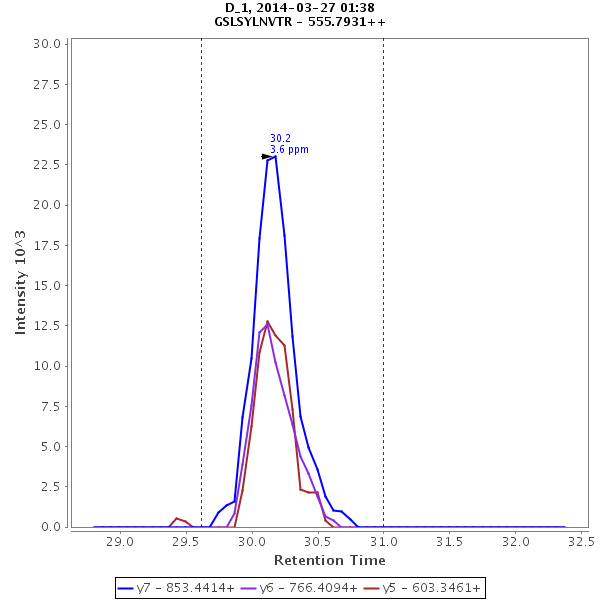 D_1, 2014-03-27 01:38
GSLSYLNVTR - 555.7931++
30.0
27.5
25.0
22.5
20.0
17.5
15.0
12.5
10.0
7.5
5.0
2.5
0.0
Intensity 10^3
30.2
3.6 ppm
29.0 29.5 30.0 30.5 31.0 31.5 32.0 32.5
Retention Time
y7 - 853.4414+ y6 - 766.4094+ y5 - 603.3461+